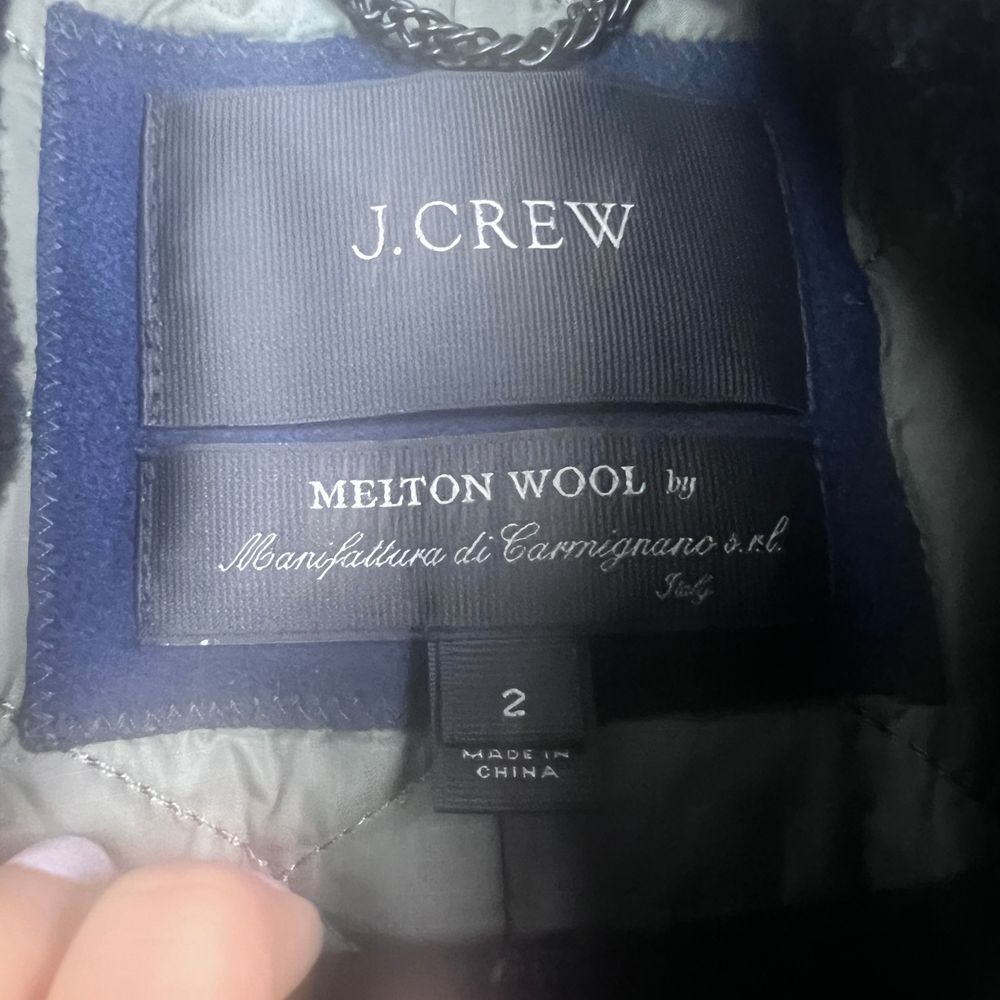 J.CREW
MELTON WOOL by
Manifattura di Carmignano s.r.l.
Italy
2
MADE IN
CHINA